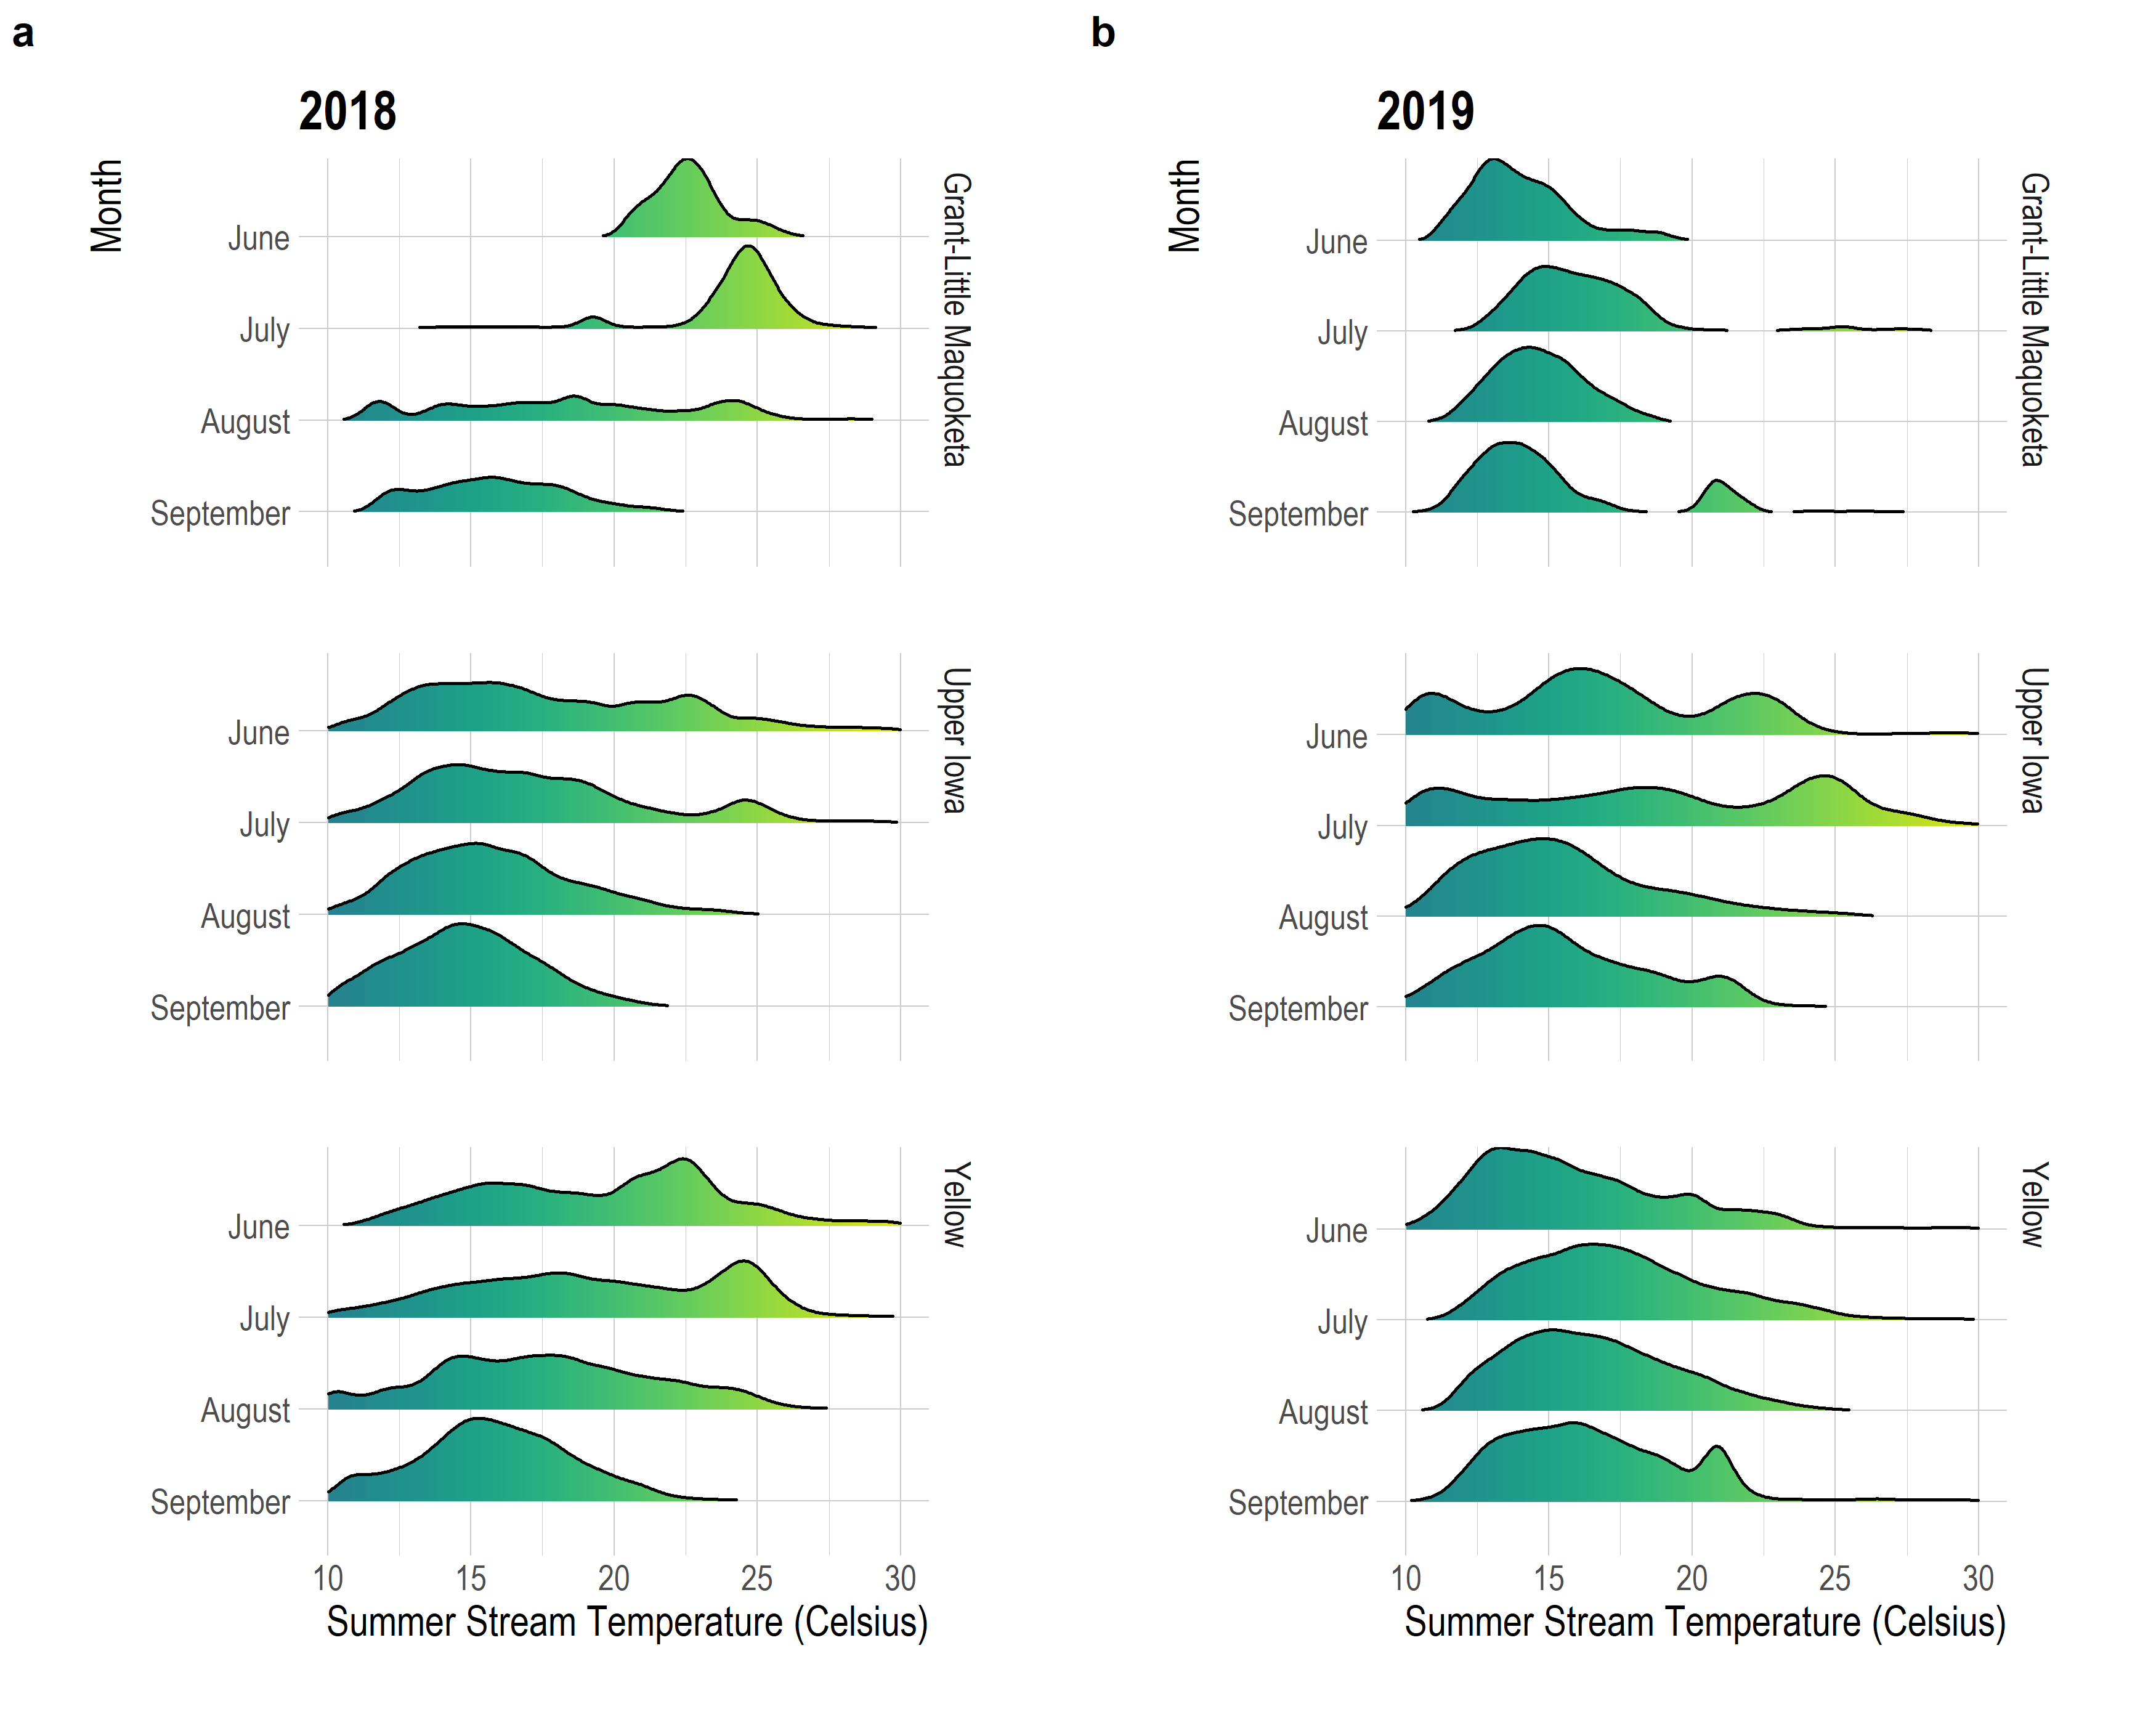 a
2018
Month
June
July
August
September
Grant-Little Maquoketa
June
July
August
September
Upper Iowa
June
July
August
September
Yellow
10 15 20 25 30
Summer Stream Temperature (Celsius)
b
2019
Month
June
July
August
September
Grant-Little Maquoketa
June
July
August
September
Upper Iowa
June
July
August
September
Yellow
10 15 20 25 30
Summer Stream Temperature (Celsius)